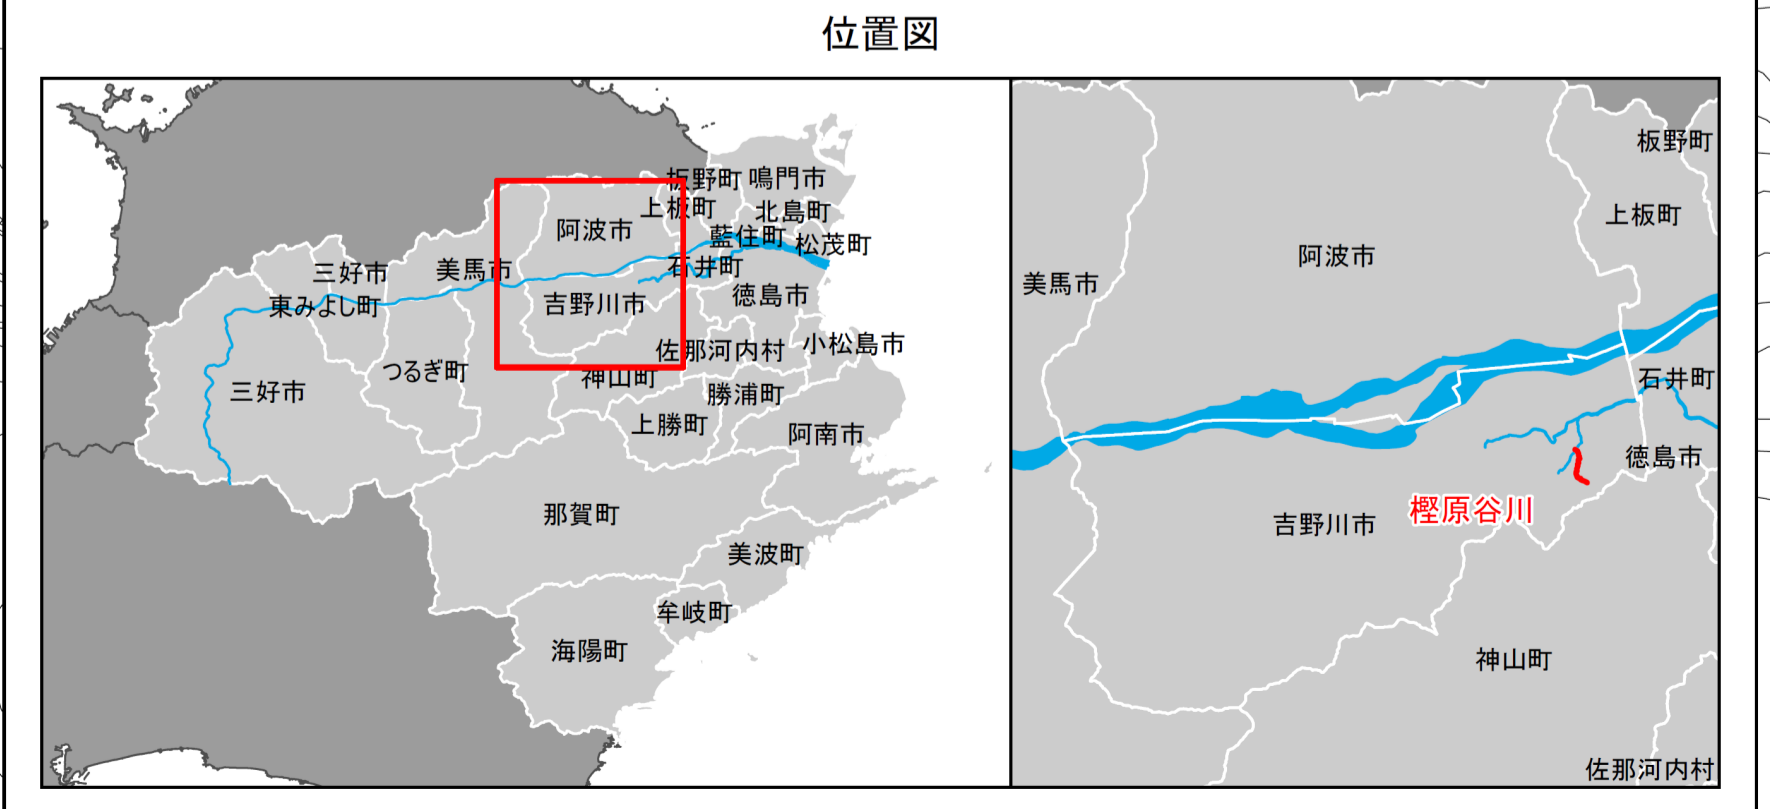 位置図
板野町
鳴門市
上板町
北島町
阿波市
藍住町
松茂町
三好市
美馬市
石井町
東みよし町
吉野川市
徳島市
佐那河内村
小松島市
つるぎ町
神山町
三好市
勝浦町
上勝町
阿南市
那賀町
美波町
牟岐町
海陽町
板野町
上板町
阿波市
美馬市
石井町
徳島市
樫原谷川
吉野川市
神山町
佐那河内村